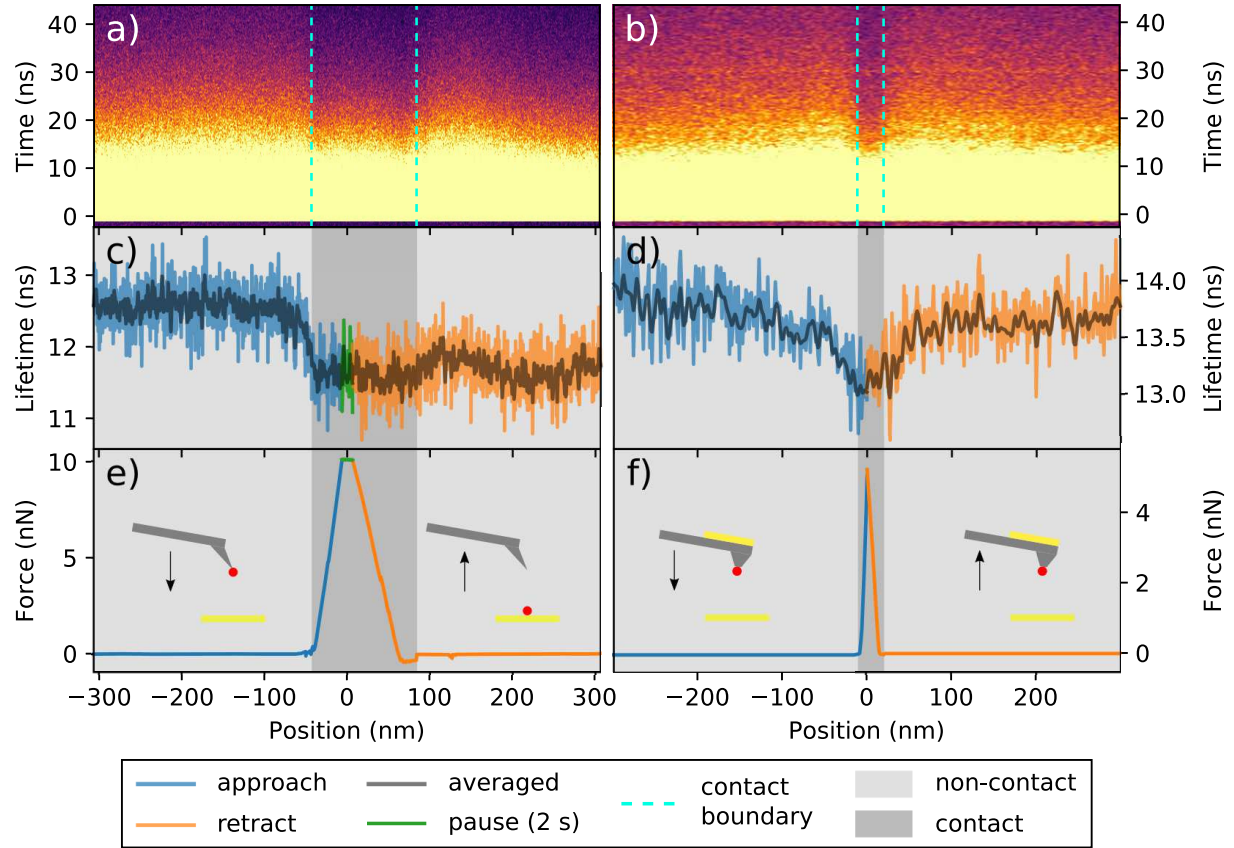 a)
b)
Time (ns)
40
30
20
10
0
40
30
20
10
0
Time (ns)
c)
d)
Lifetime (ns)
13
12
11
14.0
13.5
13.0
Lifetime (ns)
e)
f)
Force (nN)
10
5
0
4
2
0
Force (nN)
−300 −200 −100 0 100 200 300
−200 −100 0 100 200
Position (nm)
Position (nm)
approach
averaged
contact
boundary
non-contact
retract
pause (2 s)
contact